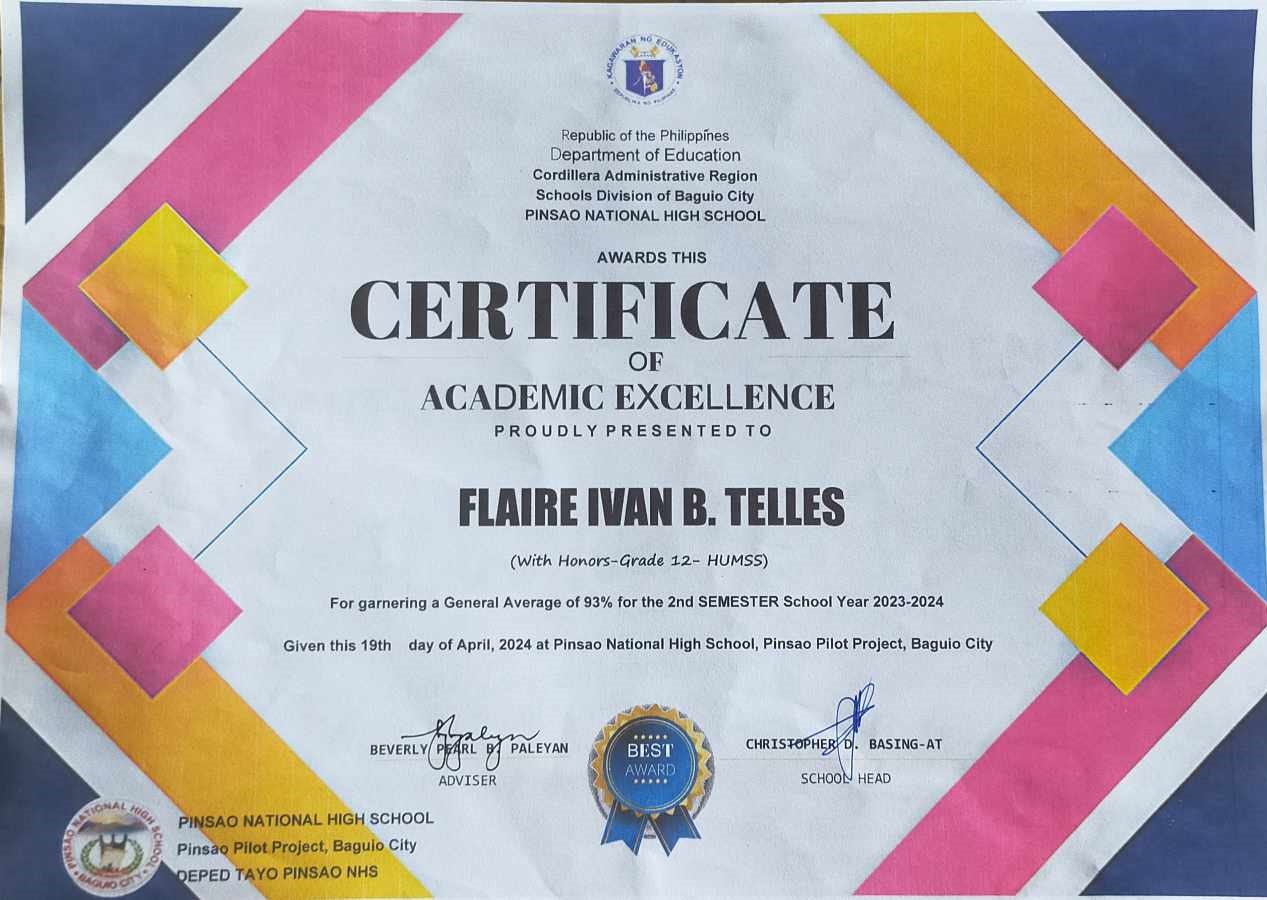 KAGAWARAN NG EDUKASYON
REPUBLIKA NG PILIPINAS
Republic of the Philippines
Department of Education
Cordillera Administrative Region
Schools Division of Baguio City
PINSAO NATIONAL HIGH SCHOOL
AWARDS THIS
CERTIFICATE
OF
ACADEMIC EXCELLENCE
PROUDLY PRESENTED TO
FLAIRE IVAN B. TELLES
(With Honors-Grade 12- HUMSS)
For garnering a General Average of 93% for the 2nd SEMESTER School Year 2023-2024
Given this 19th day of April, 2024 at Pinsao National High School, Pinsao Pilot Project, Baguio City
BEVERLY PEARL B. PALEYAN
ADVISER
BEST
AWARD
CHRISTOPHER D. BASING-AT
SCHOOL HEAD
PINSAO NATIONAL HIGH SCHOOL
BAGUIO CITY
PINSAO NATIONAL HIGH SCHOOL
Pinsao Pilot Project, Baguio City
DEPED TAYO PINSAO NHS